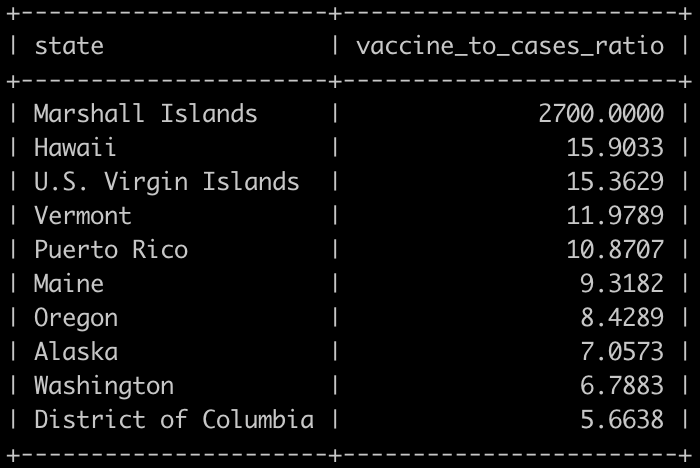 +----------------------+------------------------+
| state                | vaccine_to_cases_ratio |
+----------------------+------------------------+
| Marshall Islands     |              2700.0000 |
| Hawaii               |                15.9033 |
| U.S. Virgin Islands  |                15.3629 |
| Vermont              |                11.9789 |
| Puerto Rico          |                10.8707 |
| Maine                |                 9.3182 |
| Oregon               |                 8.4289 |
| Alaska               |                 7.0573 |
| Washington           |                 6.7883 |
| District of Columbia |                 5.6638 |
+----------------------+------------------------+